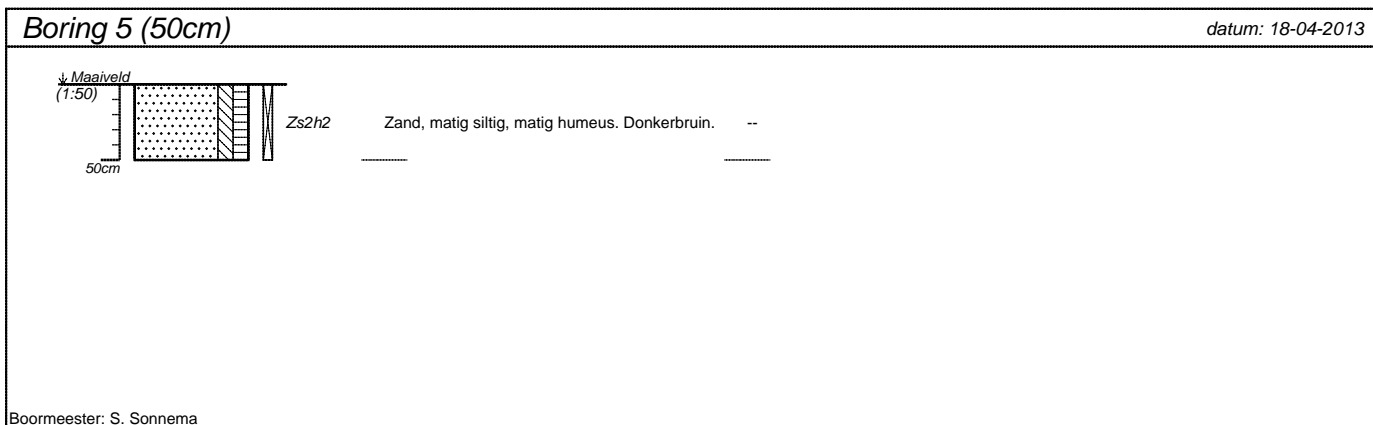 Boring 5 (50cm) datum: 18-04-2013
Maaiveld
(1:50)
Zs2h2 Zand, matig siltig, matig humeus. Donkerbruin. --
50cm
Boormeester: S. Sonnema